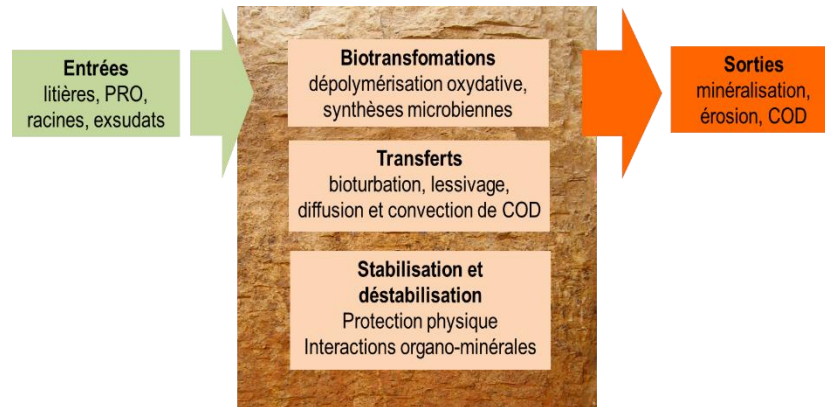 Entrées
litières, PRO,
racines, exsudats
Biotransfomations
dépolymérisation oxydative,
synthèses microbiennes
Transferts
bioturbation, lessivage,
diffusion et convection de COD
Stabilisation et
déstabilisation
Protection physique
Interactions organo-minérales
Sorties
minéralisation,
érosion, COD